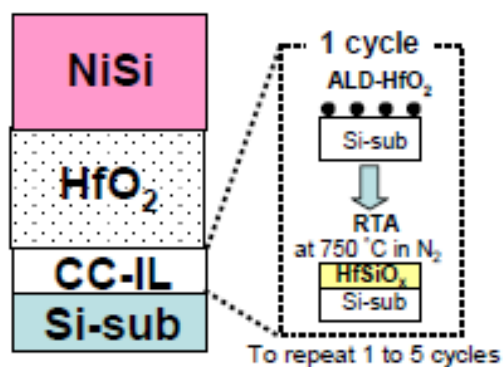 NiSi
HfO₂
CC-IL
Si-sub
1 cycle
ALD-HfO₂
Si-sub
RTA
at 750 °C in N₂
HfSiOₓ
Si-sub
To repeat 1 to 5 cycles